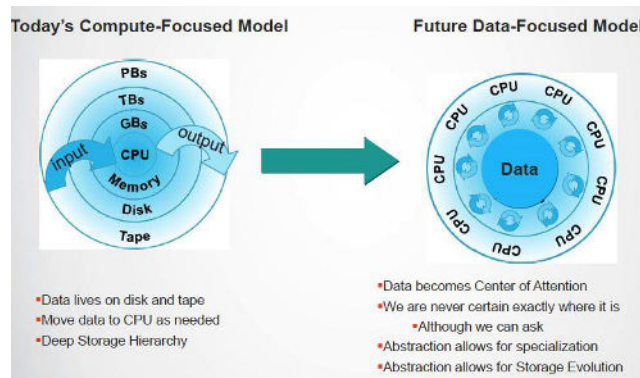 Today's Compute-Focused Model
Future Data-Focused Model
PBs
TBs
GBs
input
CPU
output
Memory
Disk
Tape
CPU
CPU
CPU
CPU
CPU
CPU
CPU
CPU
CPU
CPU
Data
▪Data lives on disk and tape
▪Move data to CPU as needed
▪Deep Storage Hierarchy
▪Data becomes Center of Attention
▪We are never certain exactly where it is
▪Although we can ask
▪Abstraction allows for specialization
▪Abstraction allows for Storage Evolution